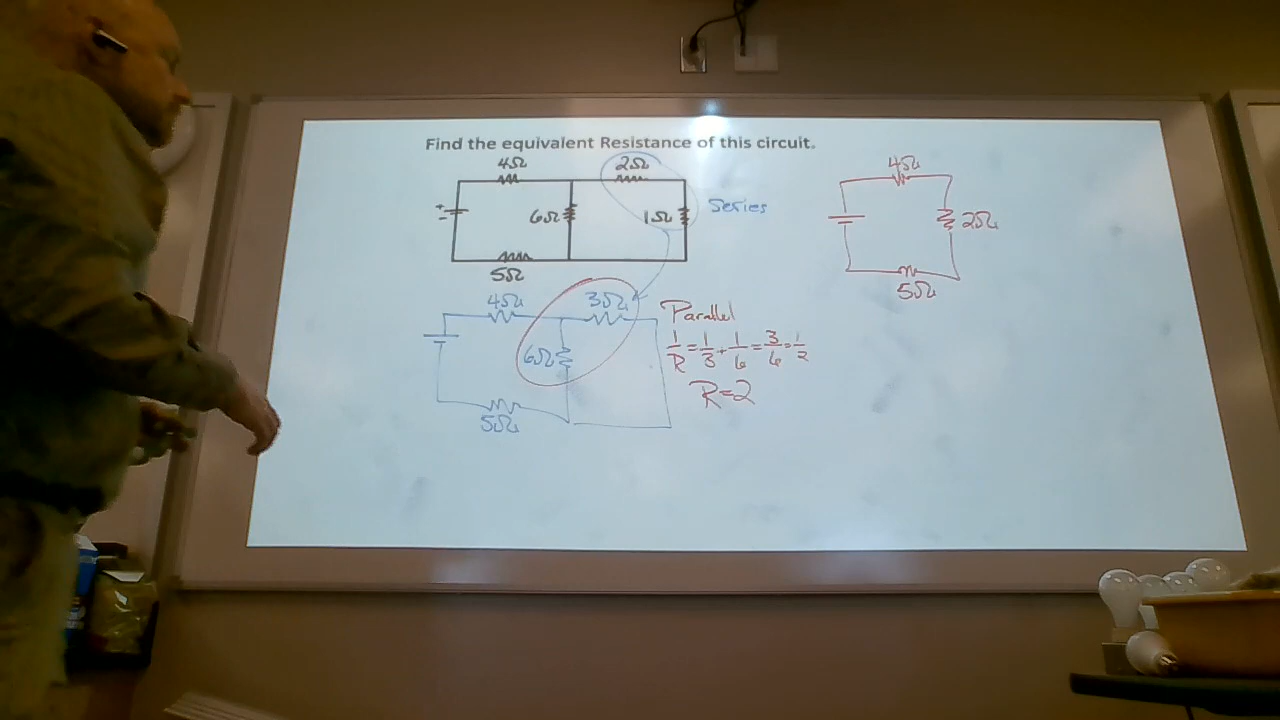 Find the equivalent Resistance of this circuit.
4Ω 2Ω
+
-
6Ω 1Ω Series
5Ω
4Ω 3Ω
6Ω
5Ω
Parallel
1/R = 1/3 + 1/6 = 3/6 = 1/2
R=2
4Ω
2Ω
5Ω